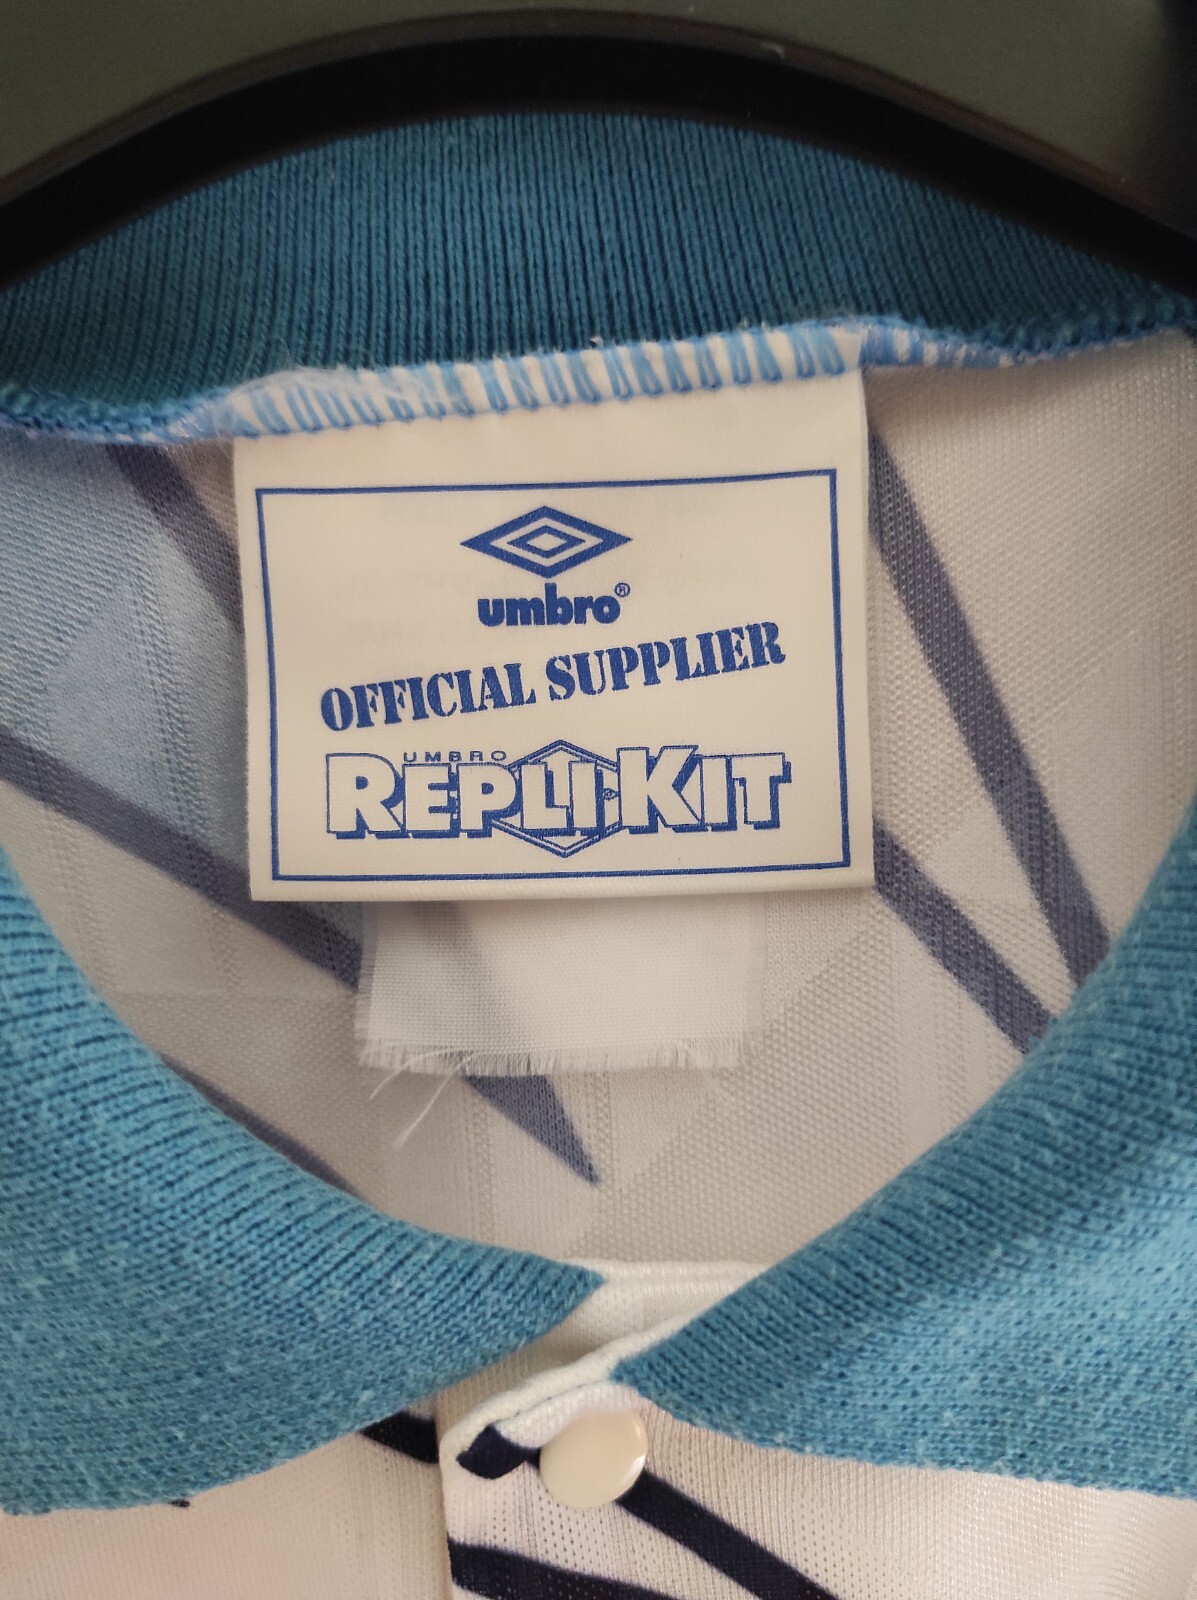 umbro®
OFFICIAL SUPPLIER
UMBRO
REPLI·KIT